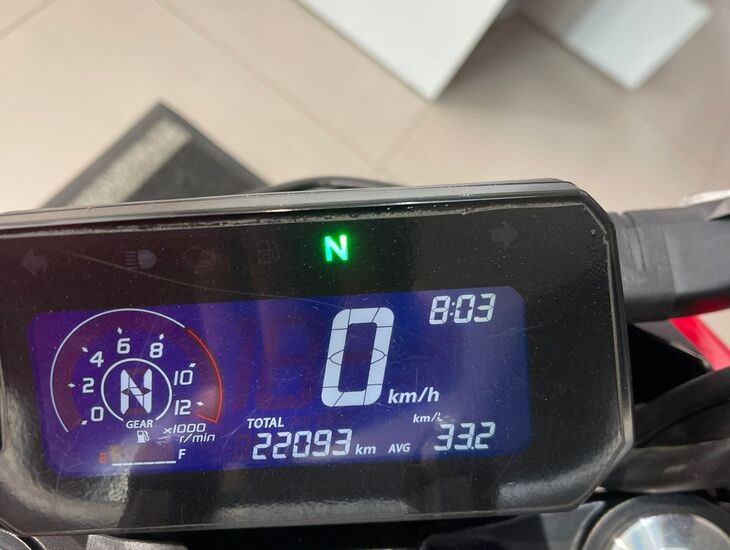 N
8:03
0 km/h
0 2 4 6 8 10 12
N
GEAR
x1000
r/min
E F
TOTAL
22093 km
km/L
AVG 33.2